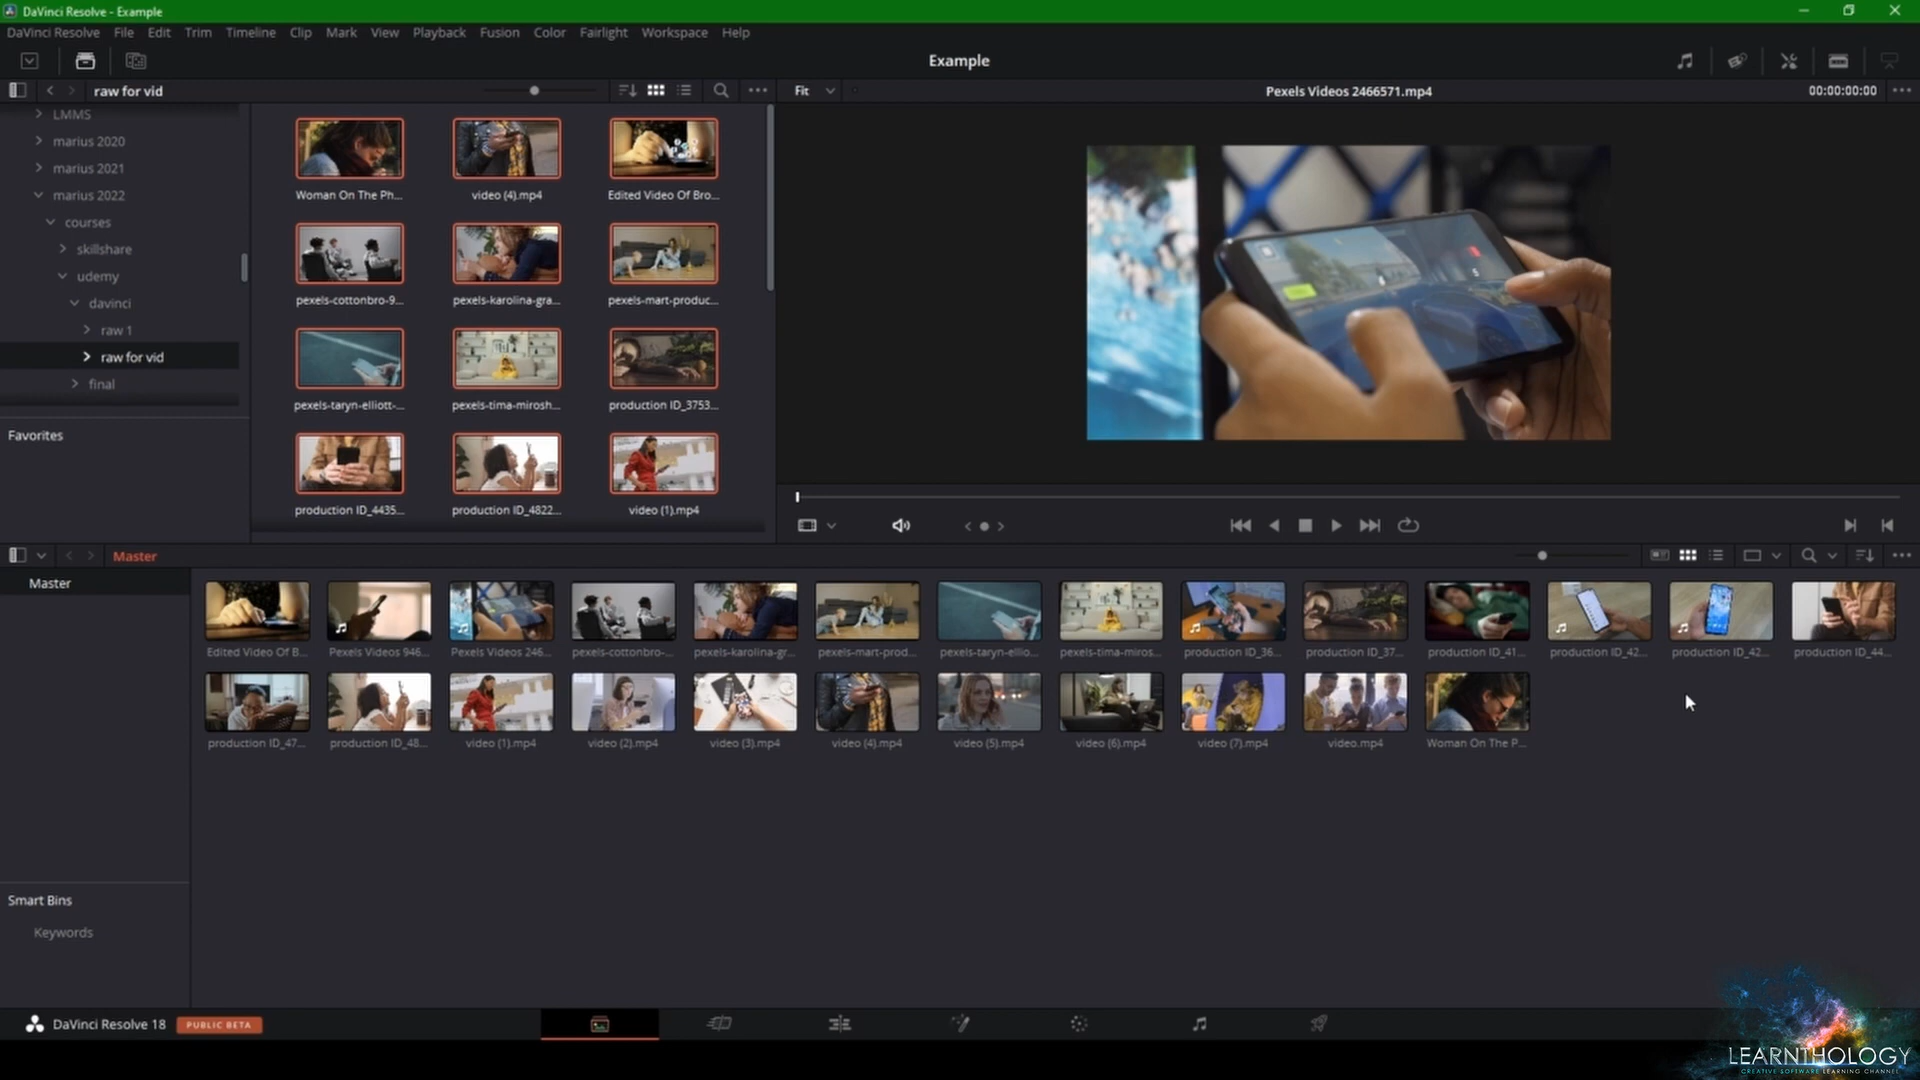 DaVinci Resolve - Example
DaVinci Resolve File Edit Trim Timeline Clip Mark View Playback Fusion Color Fairlight Workspace Help
Example
raw for vid
Fit
Pexels Videos 2466571.mp4
00:00:00:00
LMMS
marius 2020
marius 2021
marius 2022
courses
skillshare
udemy
davinci
raw 1
raw for vid
final
Favorites
Woman On The Ph... video (4).mp4 Edited Video Of Bro...
pexels-cottonbro-9... pexels-karolina-gra... pexels-mart-produc...
pexels-taryn-elliott-... pexels-tima-mirosh... production ID_3753...
production ID_4435... production ID_4822... video (1).mp4
Master
Master
Edited Video Of B... Pexels Videos 946... Pexels Videos 246... pexels-cottonbro-... pexels-karolina-gr... pexels-mart-prod... pexels-taryn-ellio... pexels-tima-miros... production ID_36... production ID_37... production ID_41... production ID_42... production ID_42... production ID_44...
production ID_47... production ID_48... video (1).mp4 video (2).mp4 video (3).mp4 video (4).mp4 video (5).mp4 video (6).mp4 video (7).mp4 video.mp4 Woman On The P...
Smart Bins
Keywords
DaVinci Resolve 18 PUBLIC BETA
LEARNTHOLOGY
CREATIVE SOFTWARE LEARNING CHANNEL